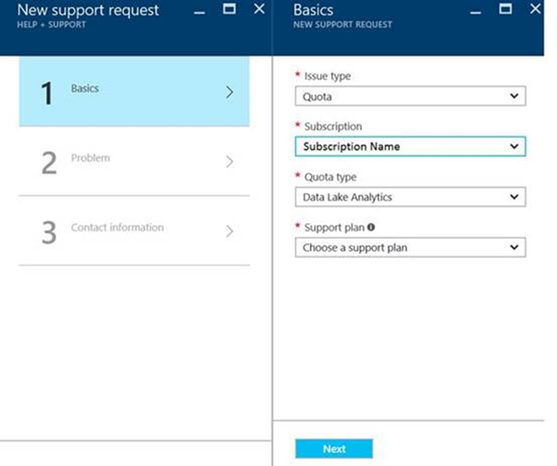 New support request
HELP + SUPPORT
1 Basics
2 Problem
3 Contact information
Basics
NEW SUPPORT REQUEST
* Issue type
Quota
* Subscription
Subscription Name
* Quota type
Data Lake Analytics
* Support plan
Choose a support plan
Next